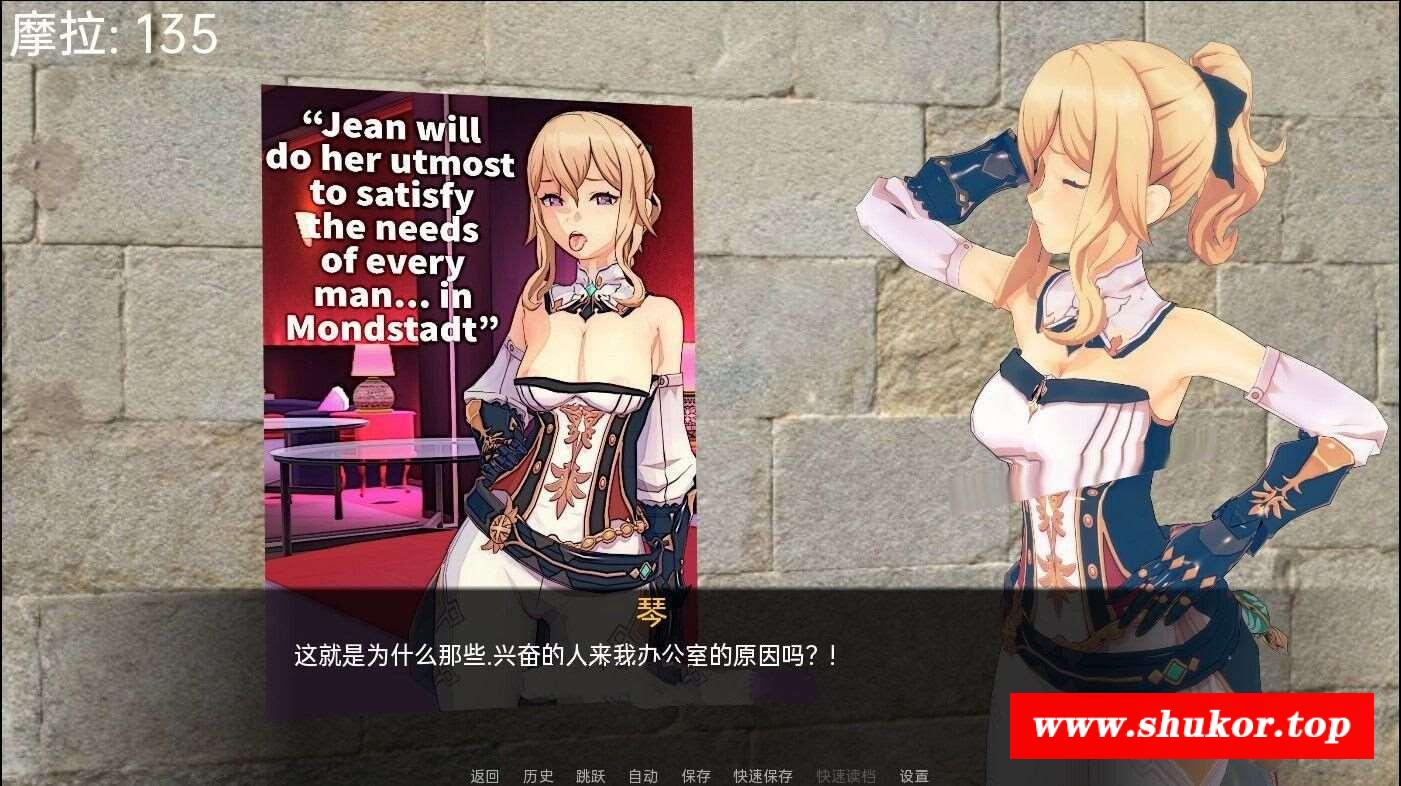 摩拉: 135
“Jean will
do her utmost
to satisfy
the needs
of every
man... in
Mondstadt”
琴
这就是为什么那些.兴奋的人来我办公室的原因吗?!
www.shukor.top
返回 历史 跳跃 自动 保存 快速保存 快速读档 设置